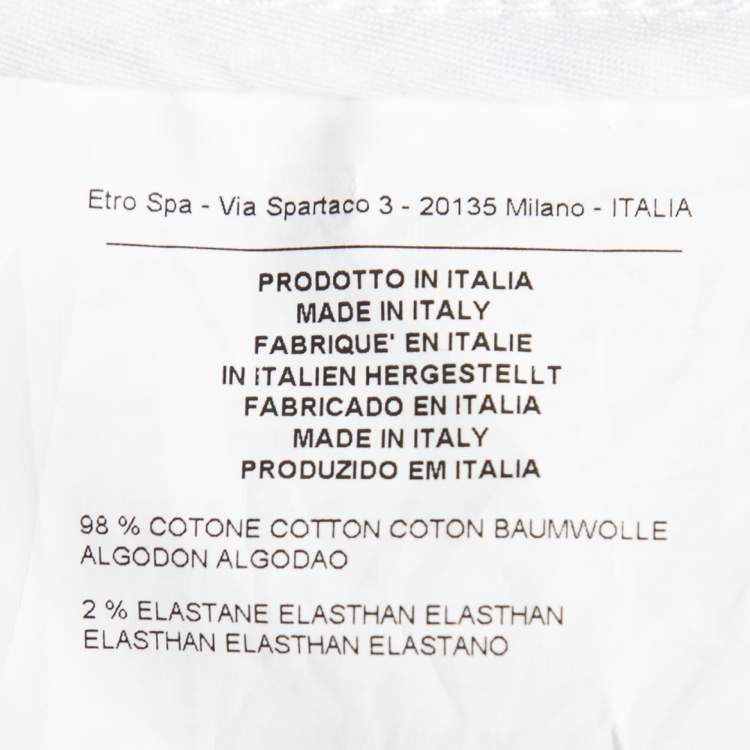 Etro Spa - Via Spartaco 3 - 20135 Milano - ITALIA
PRODOTTO IN ITALIA
MADE IN ITALY
FABRIQUE' EN ITALIE
IN ITALIEN HERGESTELLT
FABRICADO EN ITALIA
MADE IN ITALY
PRODUZIDO EM ITALIA
98 % COTONE COTTON COTON BAUMWOLLE
ALGODON ALGODAO
2 % ELASTANE ELASTHAN ELASTHAN
ELASTHAN ELASTHAN ELASTANO